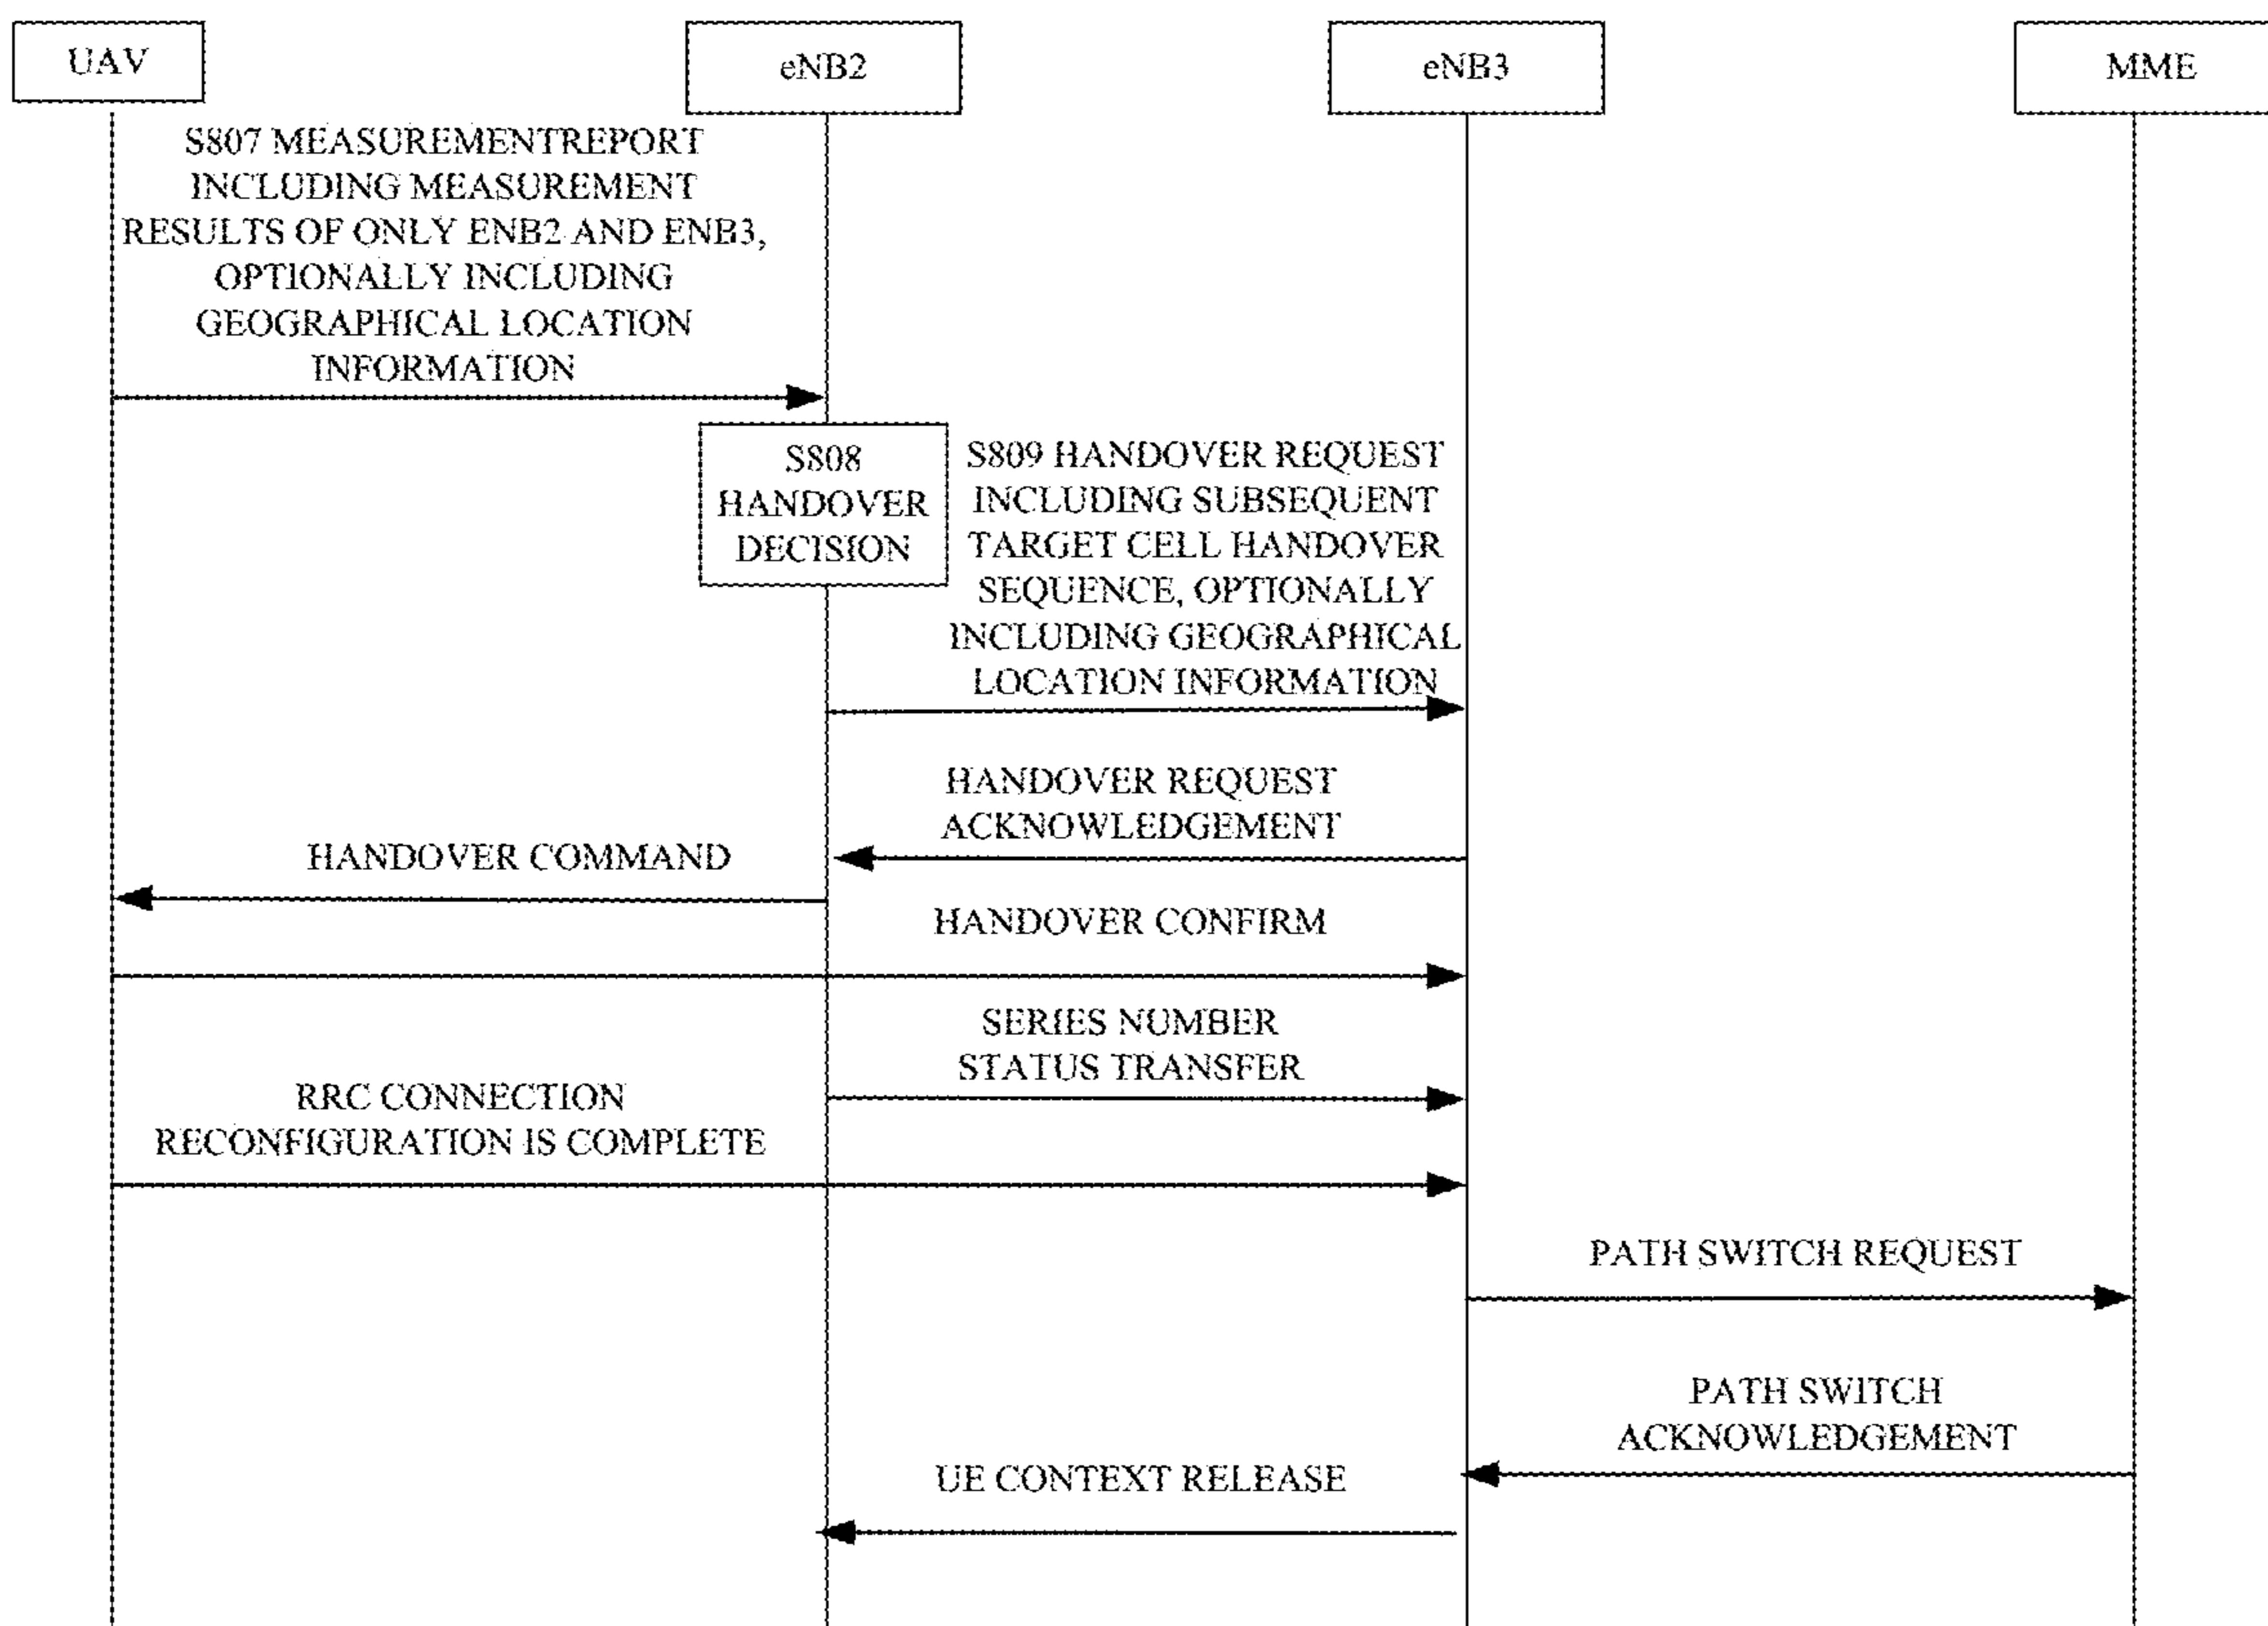 UAV
eNB2
eNB3
MME
S807 MEASUREMENTREPORT
INCLUDING MEASUREMENT
RESULTS OF ONLY ENB2 AND ENB3,
OPTIONALLY INCLUDING
GEOGRAPHICAL LOCATION
INFORMATION
S808
HANDOVER
DECISION
S809 HANDOVER REQUEST
INCLUDING SUBSEQUENT
TARGET CELL HANDOVER
SEQUENCE, OPTIONALLY
INCLUDING GEOGRAPHICAL
LOCATION INFORMATION
HANDOVER REQUEST
ACKNOWLEDGEMENT
HANDOVER COMMAND
HANDOVER CONFIRM
SERIES NUMBER
STATUS TRANSFER
RRC CONNECTION
RECONFIGURATION IS COMPLETE
PATH SWITCH REQUEST
PATH SWITCH
ACKNOWLEDGEMENT
UE CONTEXT RELEASE